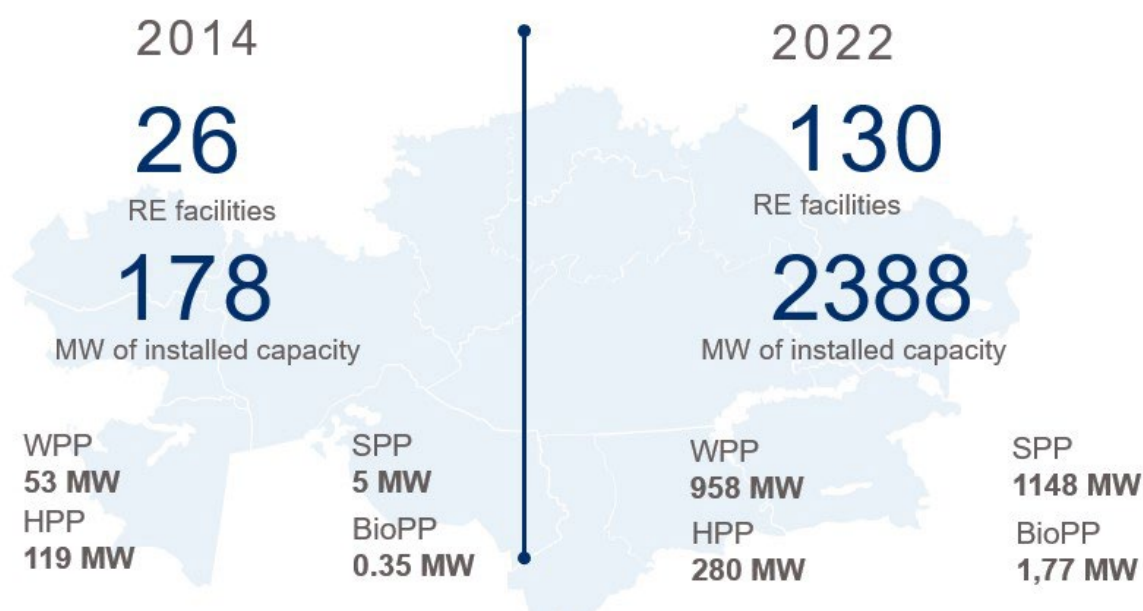 2014
26
RE facilities
178
MW of installed capacity
WPP
53 MW
SPP
5 MW
HPP
119 MW
BioPP
0.35 MW
2022
130
RE facilities
2388
MW of installed capacity
WPP
958 MW
SPP
1148 MW
HPP
280 MW
BioPP
1,77 MW